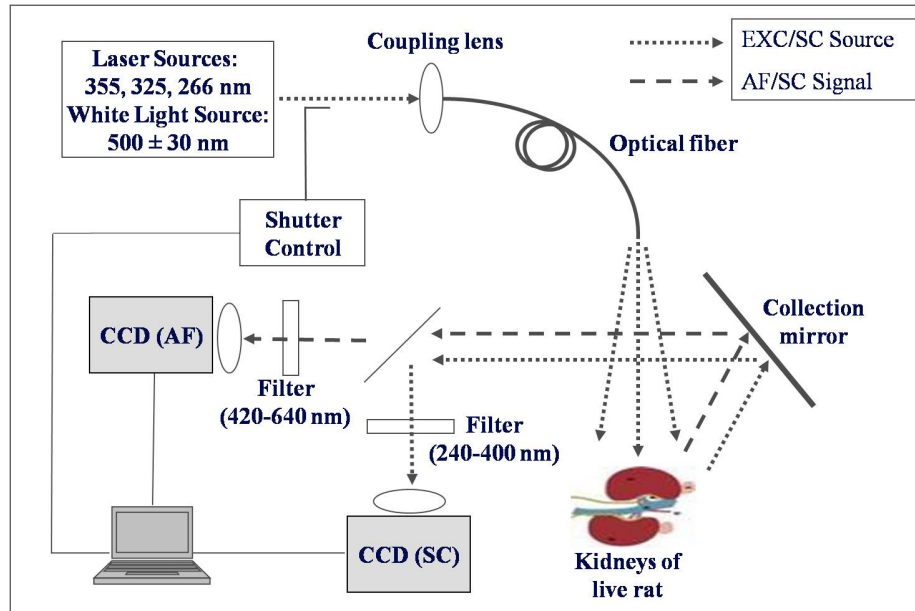 Laser Sources:
355, 325, 266 nm
White Light Source:
500 ± 30 nm
Coupling lens
EXC/SC Source
AF/SC Signal
Optical fiber
Shutter
Control
Collection
mirror
CCD (AF)
Filter
(420-640 nm)
Filter
(240-400 nm)
CCD (SC)
Kidneys of
live rat